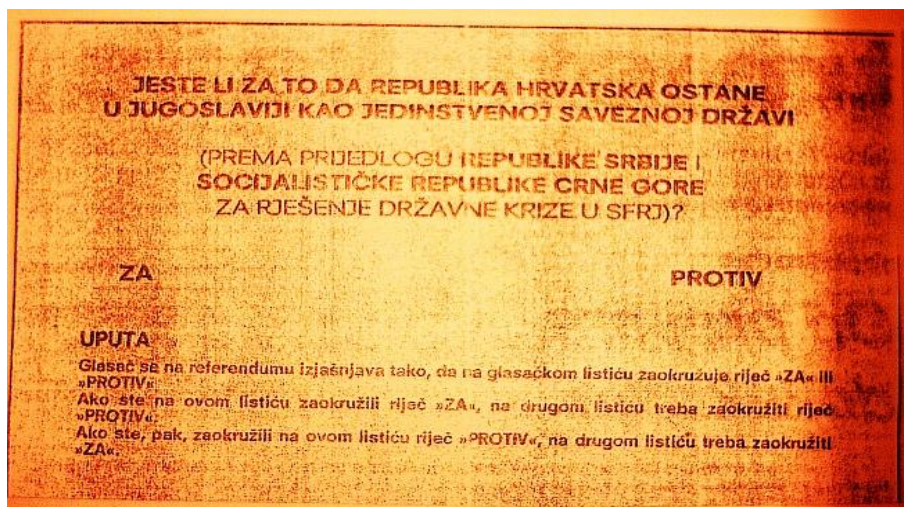 JESTE LI ZA TO DA REPUBLIKA HRVATSKA OSTANE
U JUGOSLAVIJI KAO JEDINSTVENOJ SAVEZNOJ DRŽAVI
(PREMA PRIJEDLOGU REPUBLIKE SRBIJE I
SOCIJALISTIČKE REPUBLIKE CRNE GORE
ZA RJEŠENJE DRŽAVNE KRIZE U SFRJ)?
ZA PROTIV
UPUTA
Glasač se na referendumu izjašnjava tako, da na glasačkom listiću zaokružuje riječ »ZA« ili
»PROTIV«.
Ako ste na ovom listiću zaokružili riječ »ZA«, na drugom listiću treba zaokružiti riječ
»PROTIV«.
Ako ste, pak, zaokružili na ovom listiću riječ »PROTIV«, na drugom listiću treba zaokružiti
»ZA«.